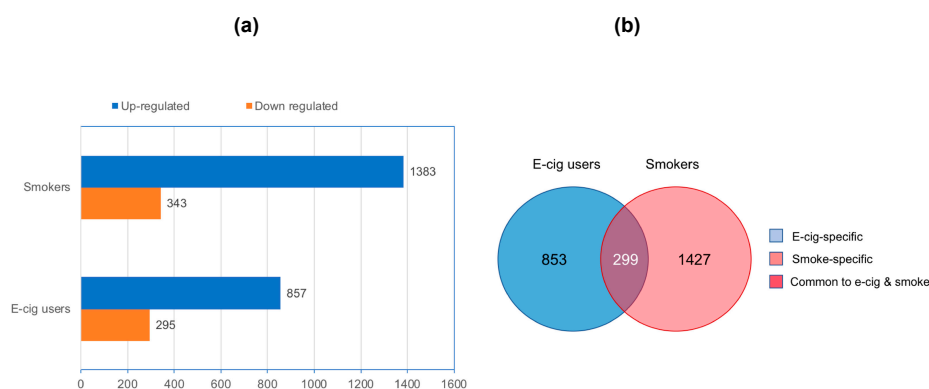 (a)
(b)
Up-regulated
Down regulated
Smokers
1383
343
E-cig users
857
295
0 200 400 600 800 1000 1200 1400 1600
E-cig users
Smokers
853
299
1427
E-cig-specific
Smoke-specific
Common to e-cig & smoke